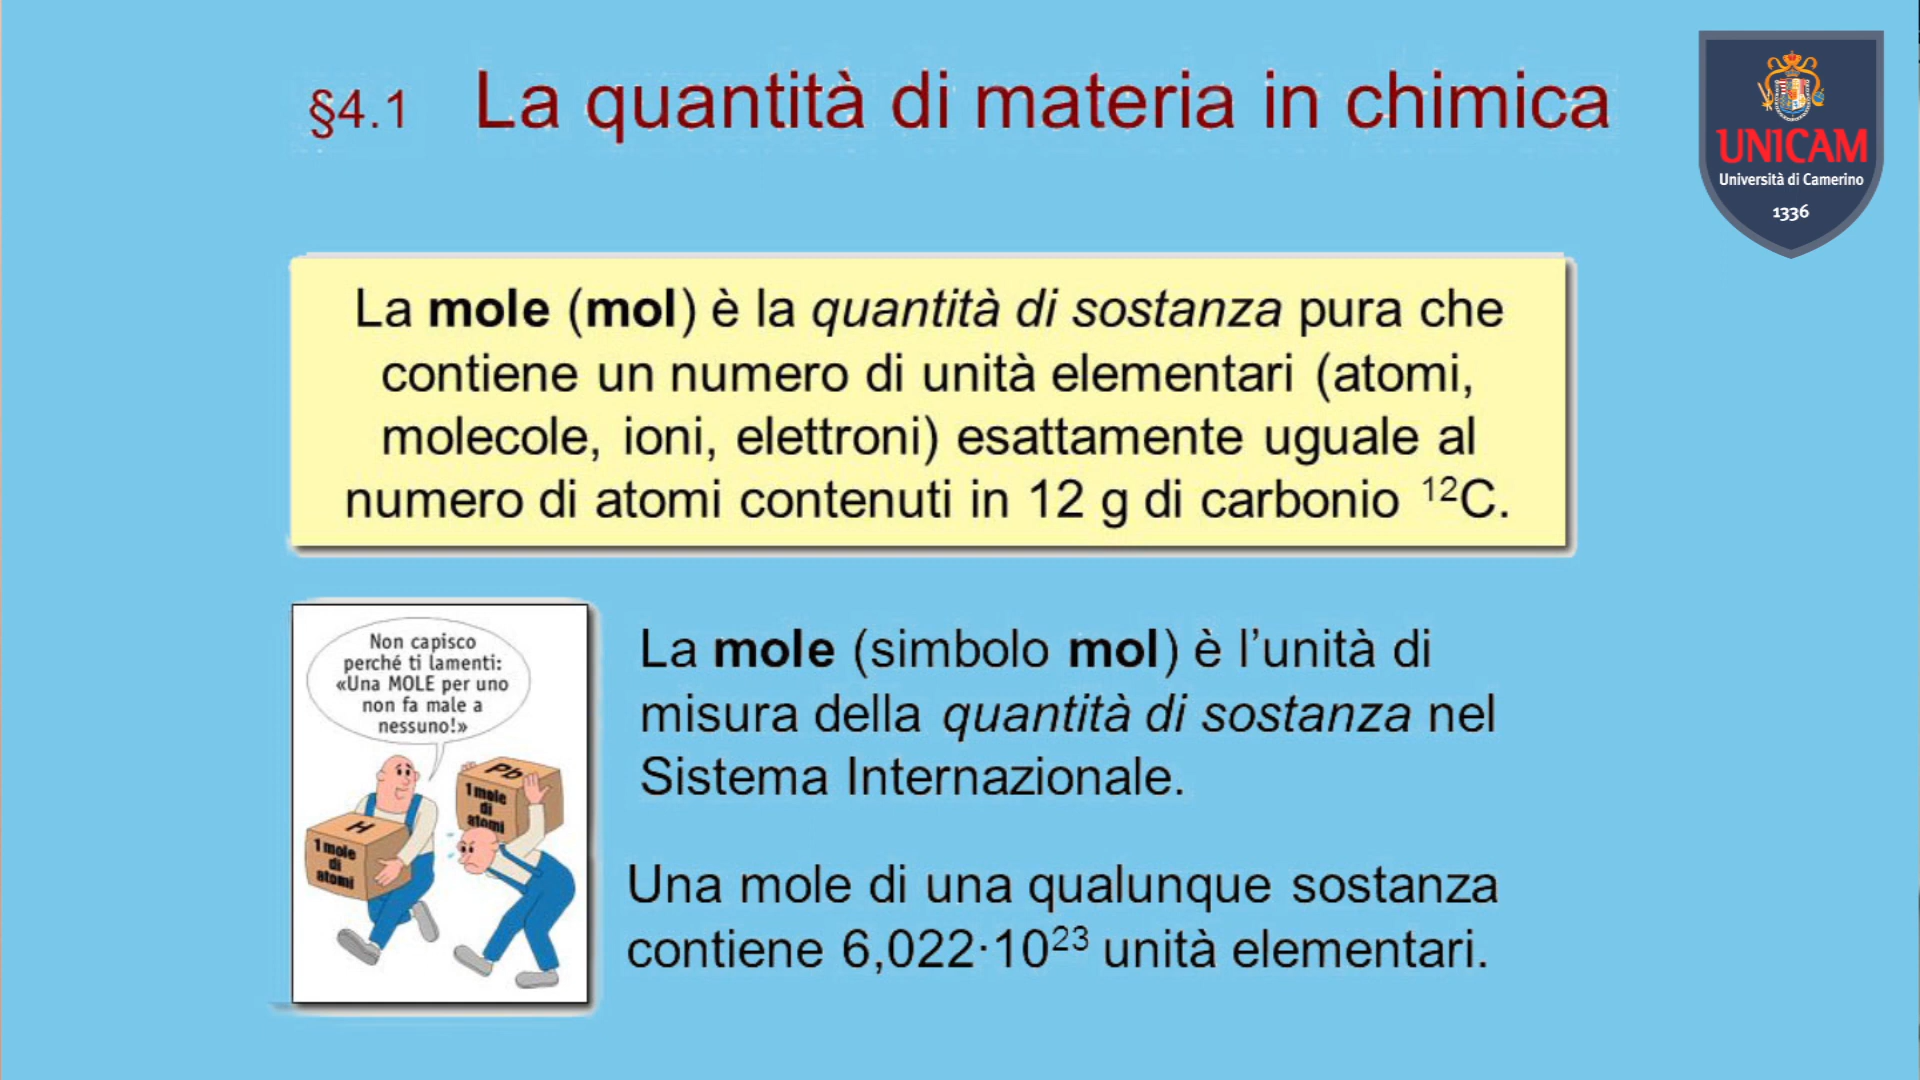 §4.1 La quantità di materia in chimica
UNICAM
Università di Camerino
1336
La mole (mol) è la quantità di sostanza pura che
contiene un numero di unità elementari (atomi,
molecole, ioni, elettroni) esattamente uguale al
numero di atomi contenuti in 12 g di carbonio ¹²C.
Non capisco
perché ti lamenti:
«Una MOLE per uno
non fa male a
nessuno!»
H
1 mole
di
atomi
Pb
1 mole
di
atomi
La mole (simbolo mol) è l’unità di
misura della quantità di sostanza nel
Sistema Internazionale.
Una mole di una qualunque sostanza
contiene 6,022·10²³ unità elementari.